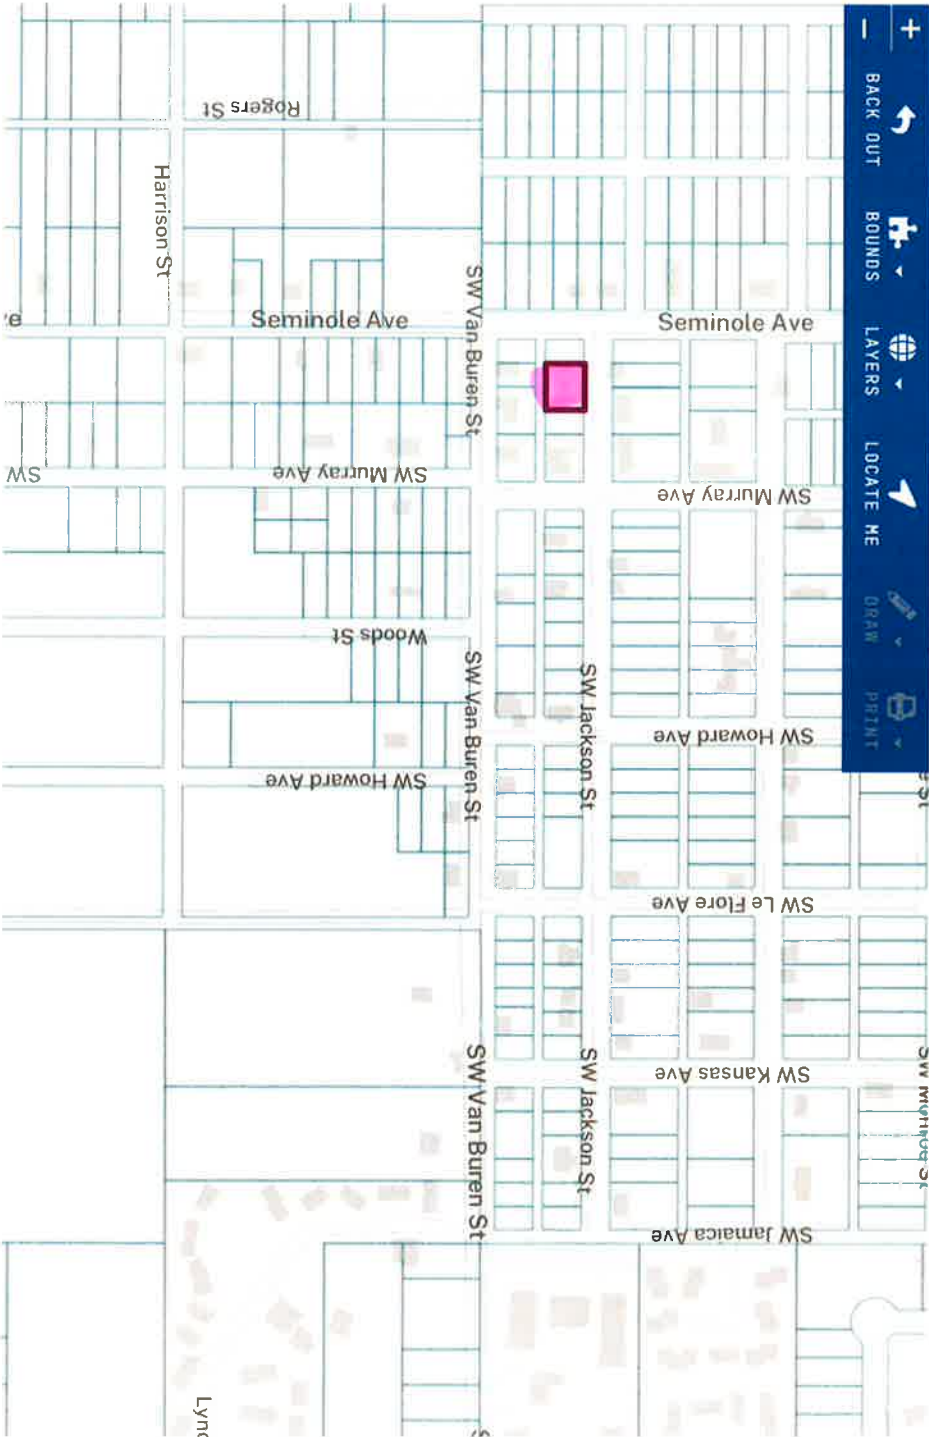 +
−
BACK OUT
BOUNDS
LAYERS
LOCATE ME
DRAW
PRINT
Rogers St
Harrison St
SW Van Buren St
Seminole Ave
Seminole Ave
SW Murray Ave
SW
SW Murray Ave
Woods St
SW Van Buren St
SW Jackson St
SW Howard Ave
SW Howard Ave
SW Le Flore Ave
SW Van Buren St
SW Jackson St
SW Kansas Ave
SW Jamaica Ave